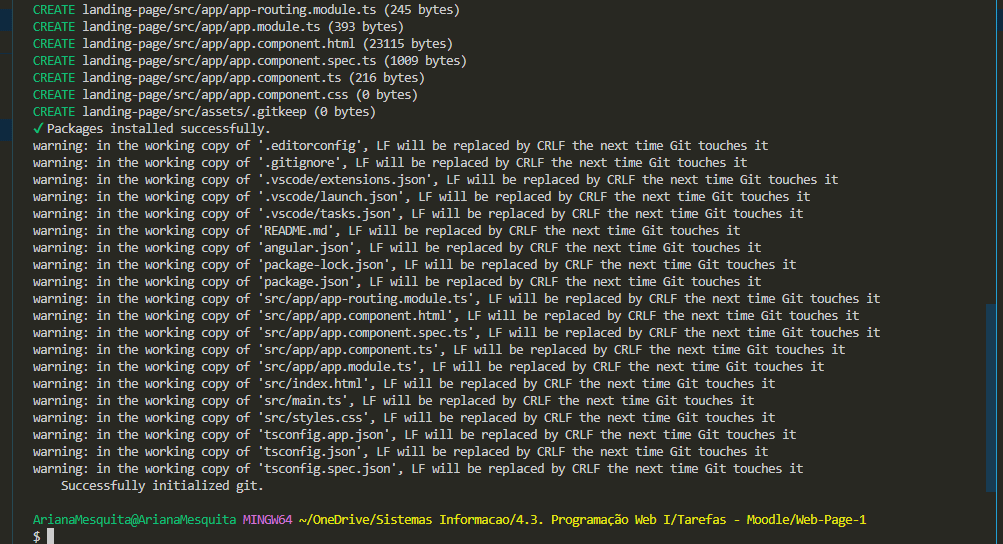 CREATE landing-page/src/app/app-routing.module.ts (245 bytes)
CREATE landing-page/src/app/app.module.ts (393 bytes)
CREATE landing-page/src/app/app.component.html (23115 bytes)
CREATE landing-page/src/app/app.component.spec.ts (1009 bytes)
CREATE landing-page/src/app/app.component.ts (216 bytes)
CREATE landing-page/src/app/app.component.css (0 bytes)
CREATE landing-page/src/assets/.gitkeep (0 bytes)
✓ Packages installed successfully.
warning: in the working copy of '.editorconfig', LF will be replaced by CRLF the next time Git touches it
warning: in the working copy of '.gitignore', LF will be replaced by CRLF the next time Git touches it
warning: in the working copy of '.vscode/extensions.json', LF will be replaced by CRLF the next time Git touches it
warning: in the working copy of '.vscode/launch.json', LF will be replaced by CRLF the next time Git touches it
warning: in the working copy of '.vscode/tasks.json', LF will be replaced by CRLF the next time Git touches it
warning: in the working copy of 'README.md', LF will be replaced by CRLF the next time Git touches it
warning: in the working copy of 'angular.json', LF will be replaced by CRLF the next time Git touches it
warning: in the working copy of 'package-lock.json', LF will be replaced by CRLF the next time Git touches it
warning: in the working copy of 'package.json', LF will be replaced by CRLF the next time Git touches it
warning: in the working copy of 'src/app/app-routing.module.ts', LF will be replaced by CRLF the next time Git touches it
warning: in the working copy of 'src/app/app.component.html', LF will be replaced by CRLF the next time Git touches it
warning: in the working copy of 'src/app/app.component.spec.ts', LF will be replaced by CRLF the next time Git touches it
warning: in the working copy of 'src/app/app.component.ts', LF will be replaced by CRLF the next time Git touches it
warning: in the working copy of 'src/app/app.module.ts', LF will be replaced by CRLF the next time Git touches it
warning: in the working copy of 'src/index.html', LF will be replaced by CRLF the next time Git touches it
warning: in the working copy of 'src/main.ts', LF will be replaced by CRLF the next time Git touches it
warning: in the working copy of 'src/styles.css', LF will be replaced by CRLF the next time Git touches it
warning: in the working copy of 'tsconfig.app.json', LF will be replaced by CRLF the next time Git touches it
warning: in the working copy of 'tsconfig.json', LF will be replaced by CRLF the next time Git touches it
warning: in the working copy of 'tsconfig.spec.json', LF will be replaced by CRLF the next time Git touches it
Successfully initialized git.
ArianaMesquita@ArianaMesquita MINGW64 ~/OneDrive/Sistemas Informacao/4.3. Programação Web I/Tarefas - Moodle/Web-Page-1
$